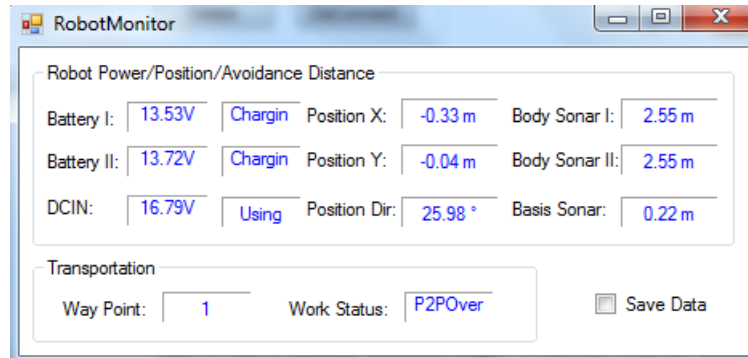 RobotMonitor
Robot Power/Position/Avoidance Distance
Battery I: 13.53V Chargin Position X: -0.33 m Body Sonar I: 2.55 m
Battery II: 13.72V Chargin Position Y: -0.04 m Body Sonar II: 2.55 m
DCIN: 16.79V Using Position Dir: 25.98 ° Basis Sonar: 0.22 m
Transportation
Way Point: 1 Work Status: P2POver Save Data